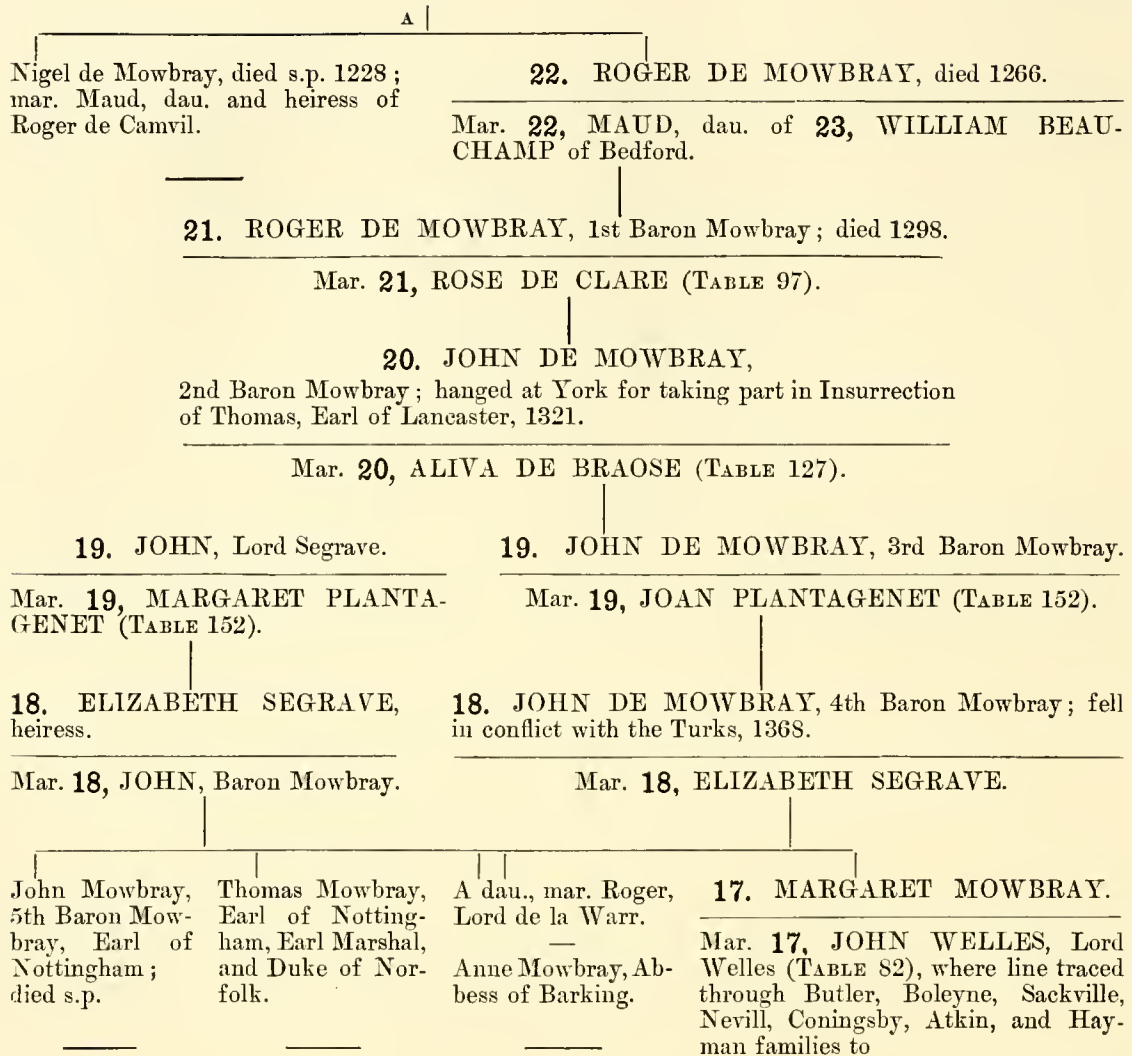 A
Nigel de Mowbray, died s.p. 1228 ;
mar. Maud, dau. and heiress of
Roger de Camvil.
22. ROGER DE MOWBRAY, died 1266.
Mar. 22, MAUD, dau. of 23, WILLIAM BEAU-
CHAMP of Bedford.
21. ROGER DE MOWBRAY, 1st Baron Mowbray ; died 1298.
Mar. 21, ROSE DE CLARE (TABLE 97).
20. JOHN DE MOWBRAY,
2nd Baron Mowbray ; hanged at York for taking part in Insurrection
of Thomas, Earl of Lancaster, 1321.
Mar. 20, ALIVA DE BRAOSE (TABLE 127).
19. JOHN, Lord Segrave.
Mar. 19, MARGARET PLANTA-
GENET (TABLE 152).
18. ELIZABETH SEGRAVE,
heiress.
Mar. 18, JOHN, Baron Mowbray.
19. JOHN DE MOWBRAY, 3rd Baron Mowbray.
Mar. 19, JOAN PLANTAGENET (TABLE 152).
18. JOHN DE MOWBRAY, 4th Baron Mowbray ; fell
in conflict with the Turks, 1368.
Mar. 18, ELIZABETH SEGRAVE.
John Mowbray,
5th Baron Mow-
bray, Earl of
Nottingham ;
died s.p.
Thomas Mowbray,
Earl of Notting-
ham, Earl Marshal,
and Duke of Nor-
folk.
A dau., mar. Roger,
Lord de la Warr.
—
Anne Mowbray, Ab-
bess of Barking.
17. MARGARET MOWBRAY.
Mar. 17, JOHN WELLES, Lord
Welles (TABLE 82), where line traced
through Butler, Boleyne, Sackville,
Nevill, Coningsby, Atkin, and Hay-
man families to